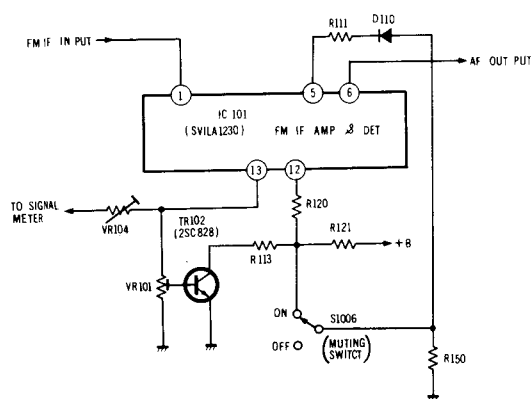 R111
D110
FM IF IN PUT
AF OUT PUT
1
5
6
IC 101
(SVILA1230)
FM IF AMP & DET
13
12
TO SIGNAL
METER
VR104
TR102
(2SC828)
R120
R121
+B
R113
VR101
ON
S1006
OFF
(MUTING
SWITCT)
R150